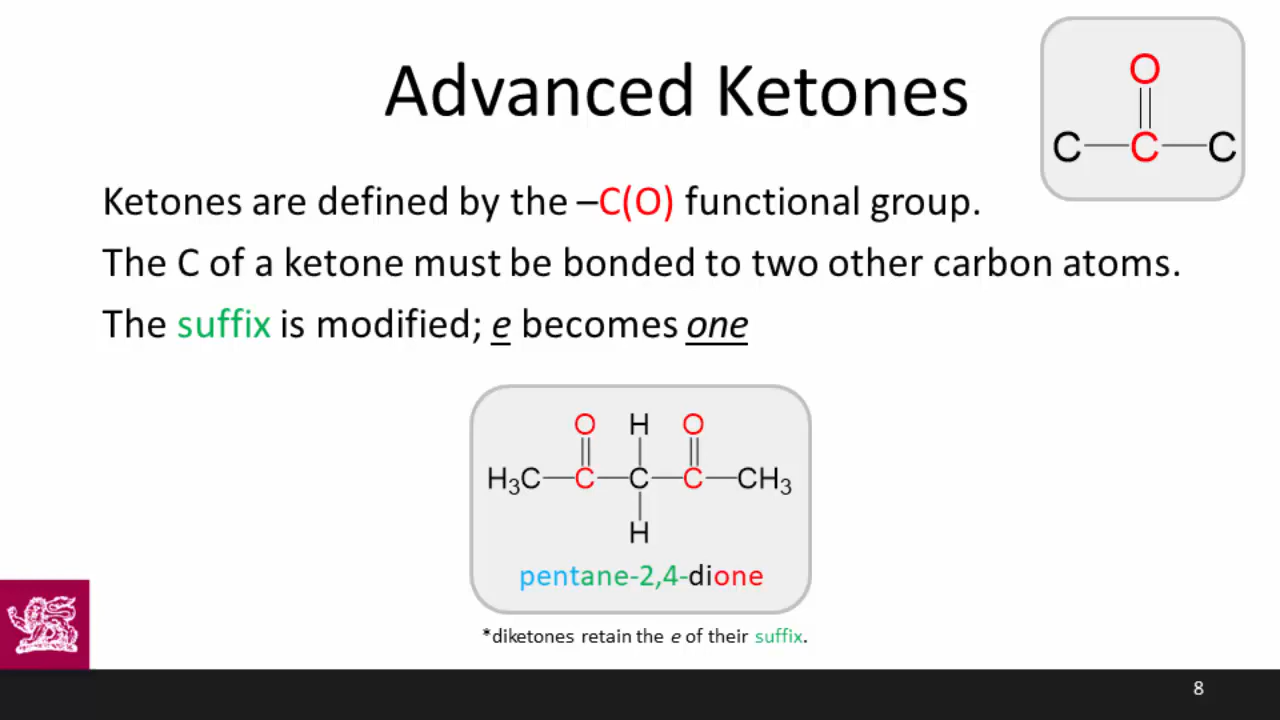 Advanced Ketones
O
C C C
Ketones are defined by the –C(O) functional group.
The C of a ketone must be bonded to two other carbon atoms.
The suffix is modified; e becomes one
O H O
H₃C C C C CH₃
H
pentane-2,4-dione
*diketones retain the e of their suffix.
8